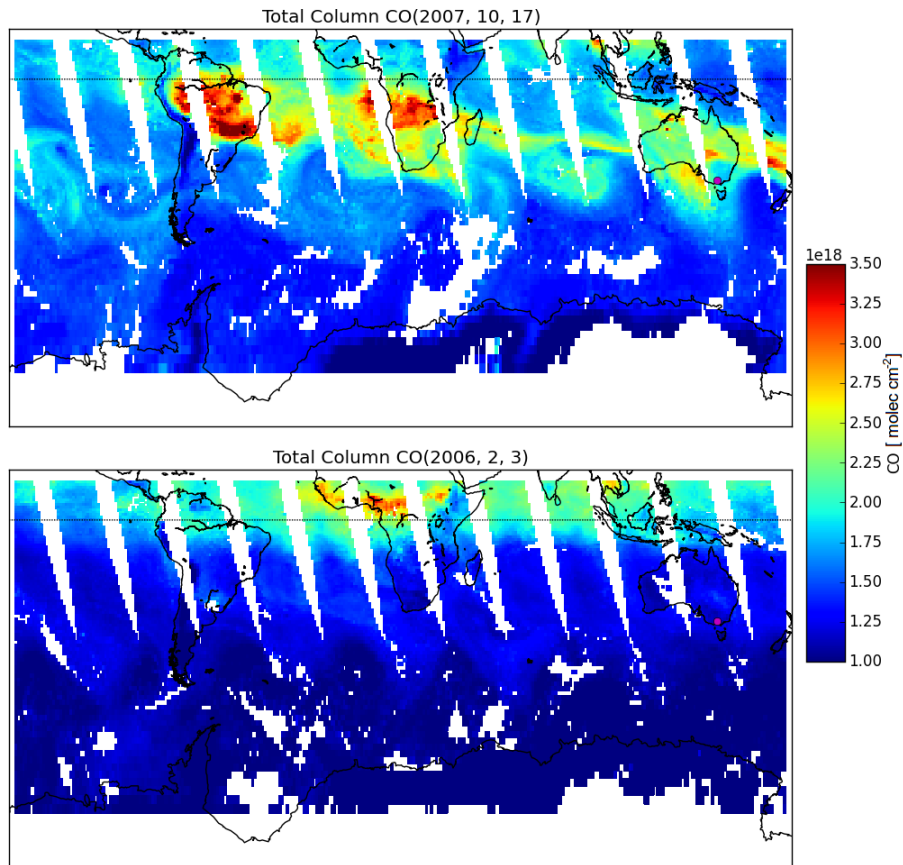 Total Column CO(2007, 10, 17)
1e18
3.50
3.25
3.00
2.75
2.50
2.25
2.00
1.75
1.50
1.25
1.00
CO [ molec cm⁻²]
Total Column CO(2006, 2, 3)